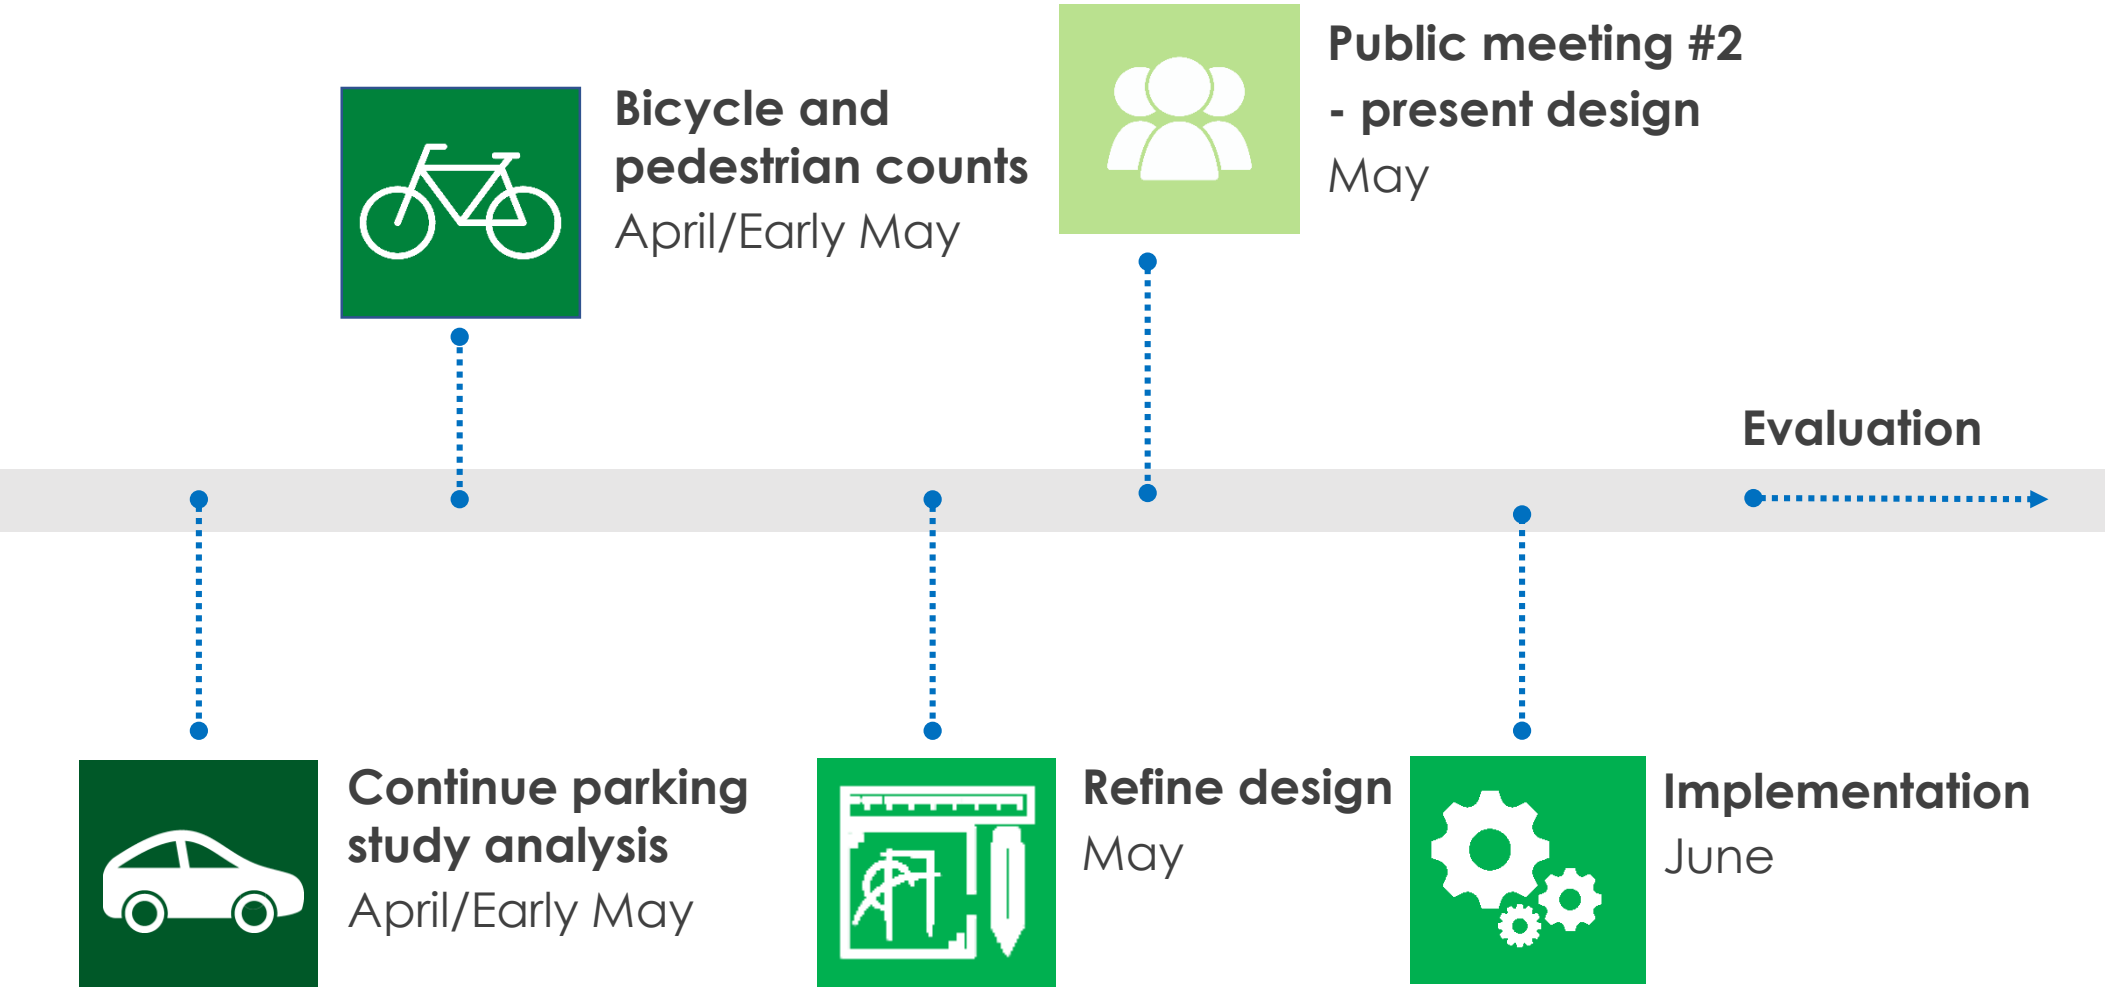 Bicycle and
pedestrian counts
April/Early May
Public meeting #2
- present design
May
Evaluation
Continue parking
study analysis
April/Early May
Refine design
May
Implementation
June